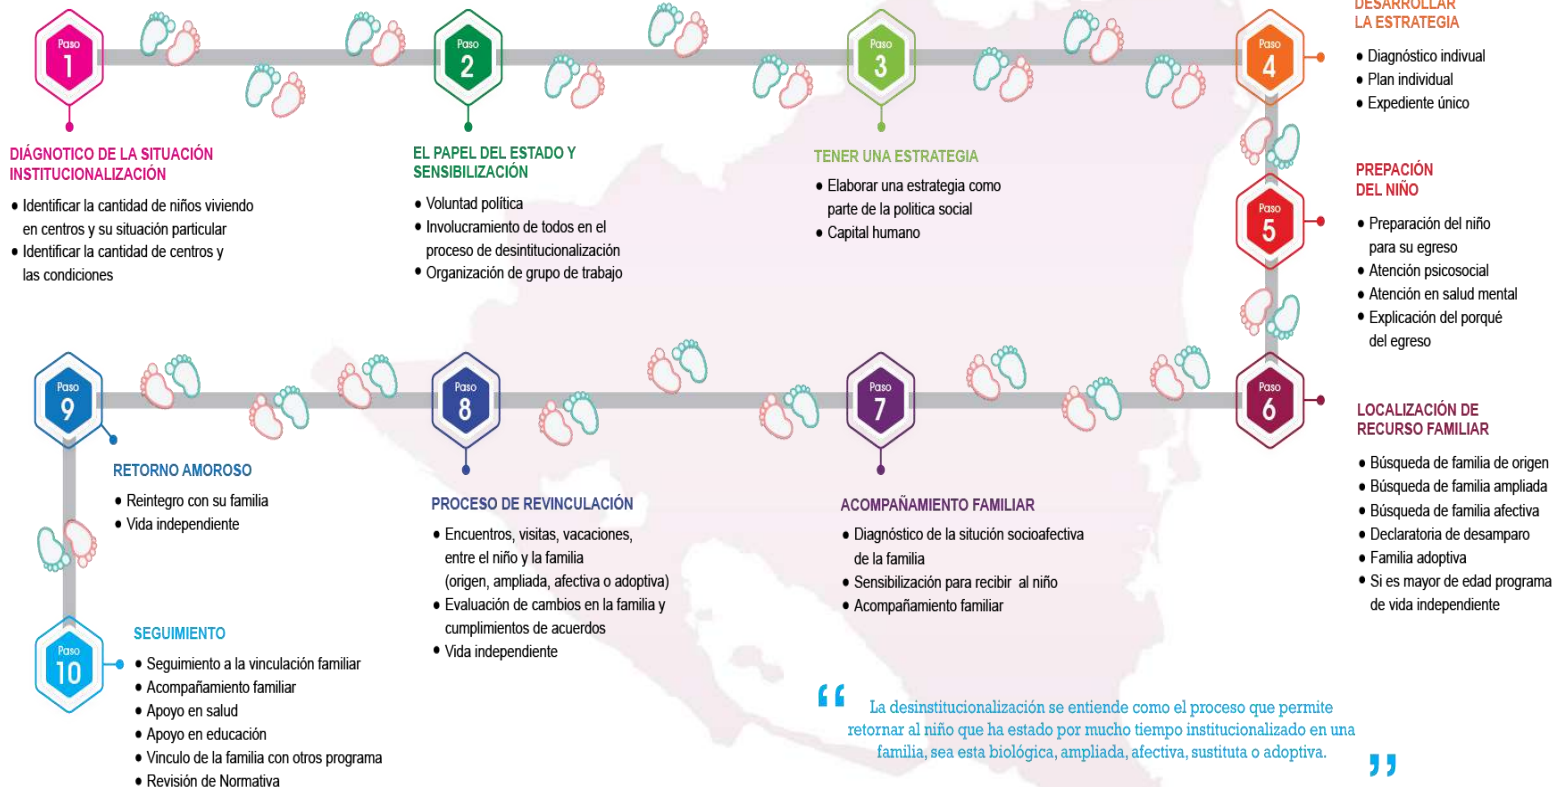 Paso
1
DIÁGNOTICO DE LA SITUACIÓN
INSTITUCIONALIZACIÓN
• Identificar la cantidad de niños viviendo
en centros y su situación particular
• Identificar la cantidad de centros y
las condiciones
Paso
2
EL PAPEL DEL ESTADO Y
SENSIBILIZACIÓN
• Voluntad política
• Involucramiento de todos en el
proceso de desintitucionalización
• Organización de grupo de trabajo
Paso
3
TENER UNA ESTRATEGIA
• Elaborar una estrategia como
parte de la politica social
• Capital humano
Paso
4
DESARROLLAR
LA ESTRATEGIA
• Diagnóstico indivual
• Plan individual
• Expediente único
Paso
5
PREPACIÓN
DEL NIÑO
• Preparación del niño
para su egreso
• Atención psicosocial
• Atención en salud mental
• Explicación del porqué
del egreso
Paso
6
LOCALIZACIÓN DE
RECURSO FAMILIAR
• Búsqueda de familia de origen
• Búsqueda de familia ampliada
• Búsqueda de familia afectiva
• Declaratoria de desamparo
• Familia adoptiva
• Si es mayor de edad programa
de vida independiente
Paso
7
ACOMPAÑAMIENTO FAMILIAR
• Diagnóstico de la situción socioafectiva
de la familia
• Sensibilización para recibir al niño
• Acompañamiento familiar
Paso
8
PROCESO DE REVINCULACIÓN
• Encuentros, visitas, vacaciones,
entre el niño y la familia
(origen, ampliada, afectiva o adoptiva)
• Evaluación de cambios en la familia y
cumplimientos de acuerdos
• Vida independiente
Paso
9
RETORNO AMOROSO
• Reintegro con su familia
• Vida independiente
Paso
10
SEGUIMIENTO
• Seguimiento a la vinculación familiar
• Acompañamiento familiar
• Apoyo en salud
• Apoyo en educación
• Vinculo de la familia con otros programa
• Revisión de Normativa
“ La desinstitucionalización se entiende como el proceso que permite
retornar al niño que ha estado por mucho tiempo institucionalizado en una
familia, sea esta biológica, ampliada, afectiva, sustituta o adoptiva. ”